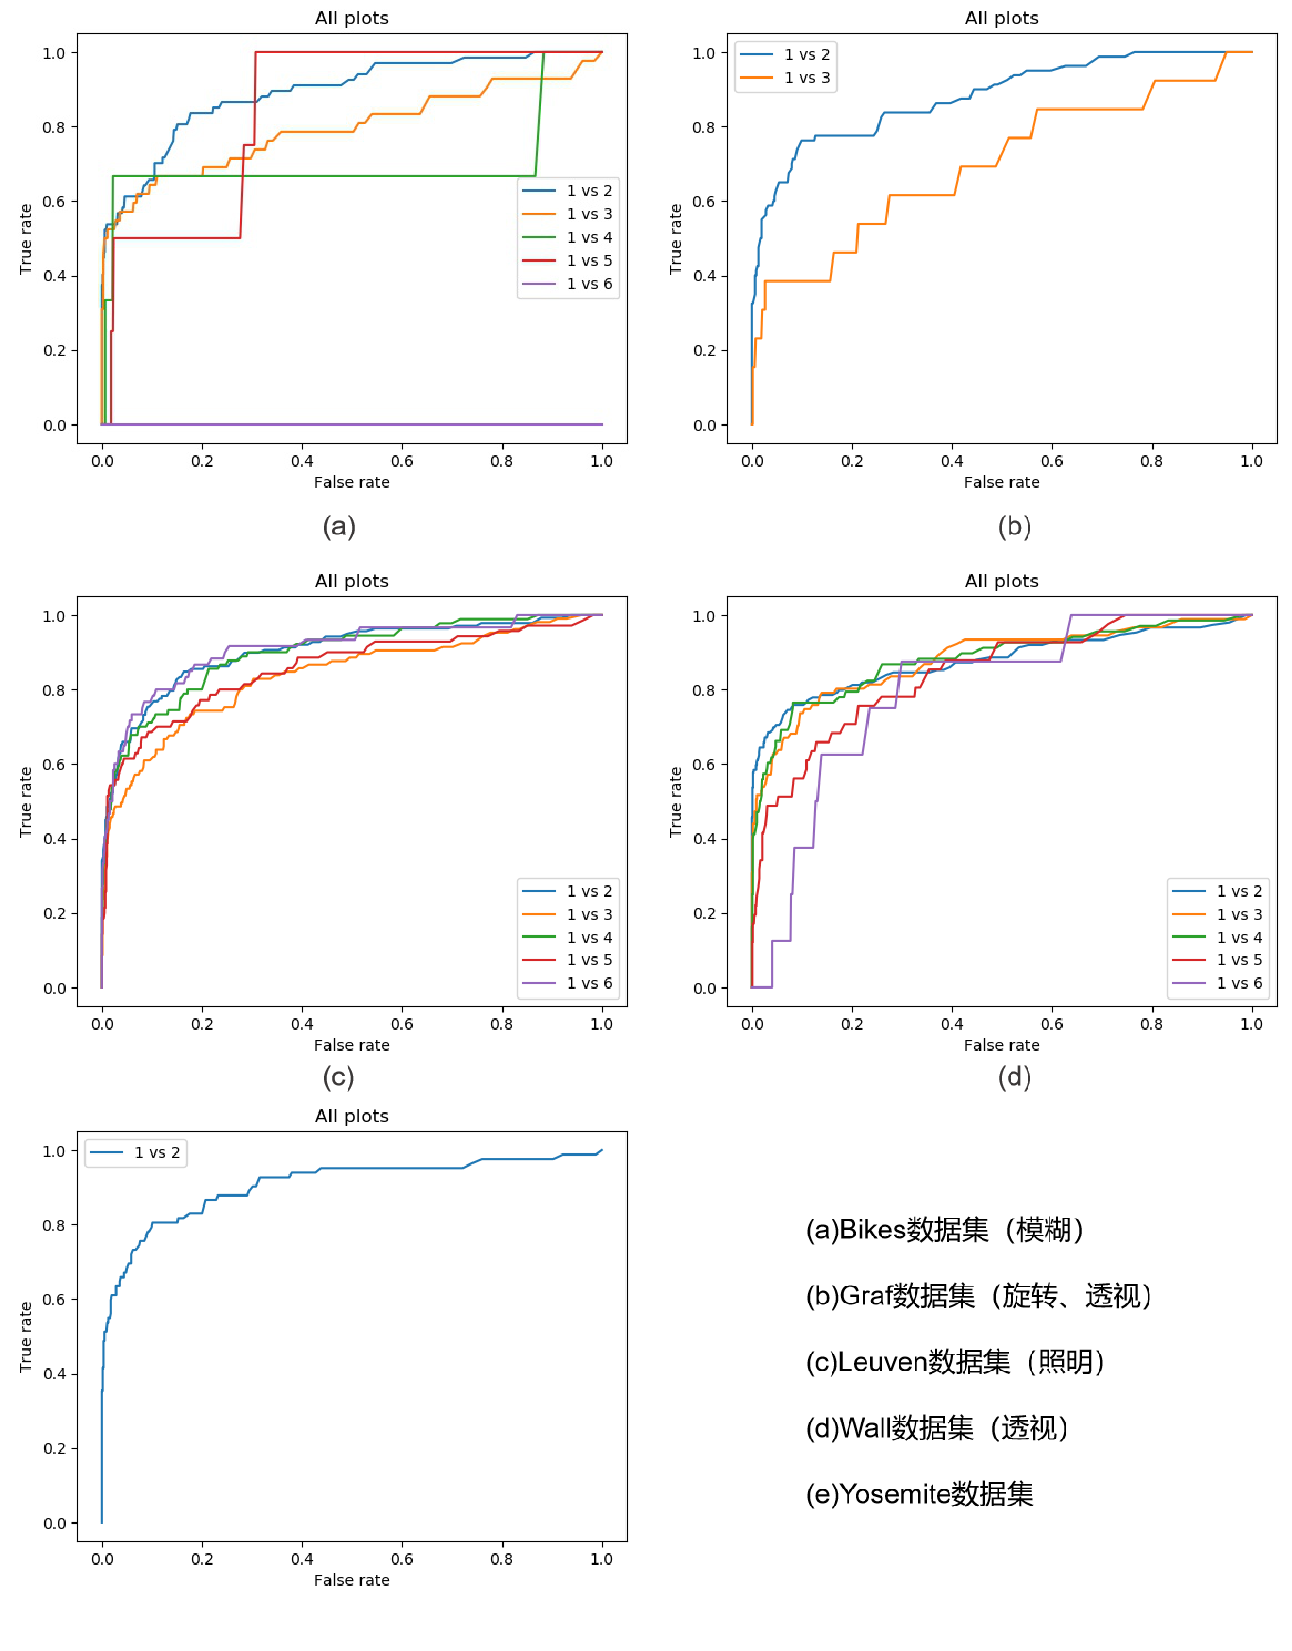 All plots
1.0
0.8
0.6
0.4
0.2
0.0
True rate
1 vs 2
1 vs 3
1 vs 4
1 vs 5
1 vs 6
0.0 0.2 0.4 0.6 0.8 1.0
False rate
(a)
All plots
1 vs 2
1 vs 3
1.0
0.8
0.6
0.4
0.2
0.0
True rate
0.0 0.2 0.4 0.6 0.8 1.0
False rate
(b)
All plots
1.0
0.8
0.6
0.4
0.2
0.0
True rate
1 vs 2
1 vs 3
1 vs 4
1 vs 5
1 vs 6
0.0 0.2 0.4 0.6 0.8 1.0
False rate
(c)
All plots
1.0
0.8
0.6
0.4
0.2
0.0
True rate
1 vs 2
1 vs 3
1 vs 4
1 vs 5
1 vs 6
0.0 0.2 0.4 0.6 0.8 1.0
False rate
(d)
All plots
1 vs 2
1.0
0.8
0.6
0.4
0.2
0.0
True rate
0.0 0.2 0.4 0.6 0.8 1.0
False rate
(a)Bikes数据集（模糊）
(b)Graf数据集（旋转、透视）
(c)Leuven数据集（照明）
(d)Wall数据集（透视）
(e)Yosemite数据集